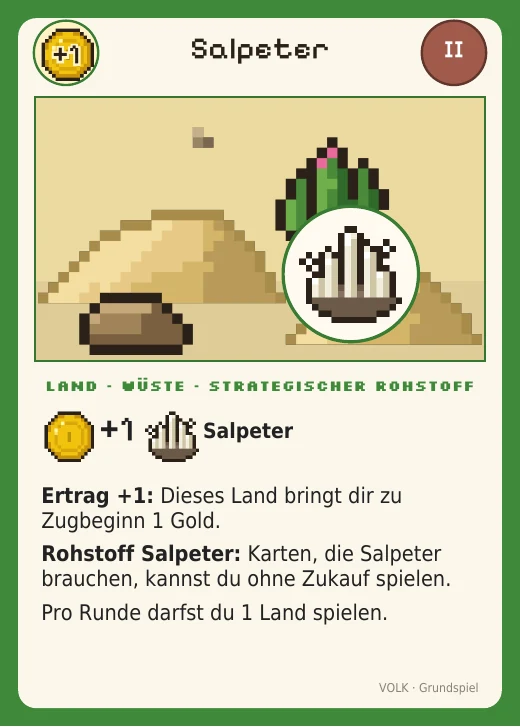 +1 Salpeter II
LAND - WÜSTE - STRATEGISCHER ROHSTOFF
+1 Salpeter
Ertrag +1: Dieses Land bringt dir zu
Zugbeginn 1 Gold.
Rohstoff Salpeter: Karten, die Salpeter
brauchen, kannst du ohne Zukauf spielen.
Pro Runde darfst du 1 Land spielen.
VOLK · Grundspiel